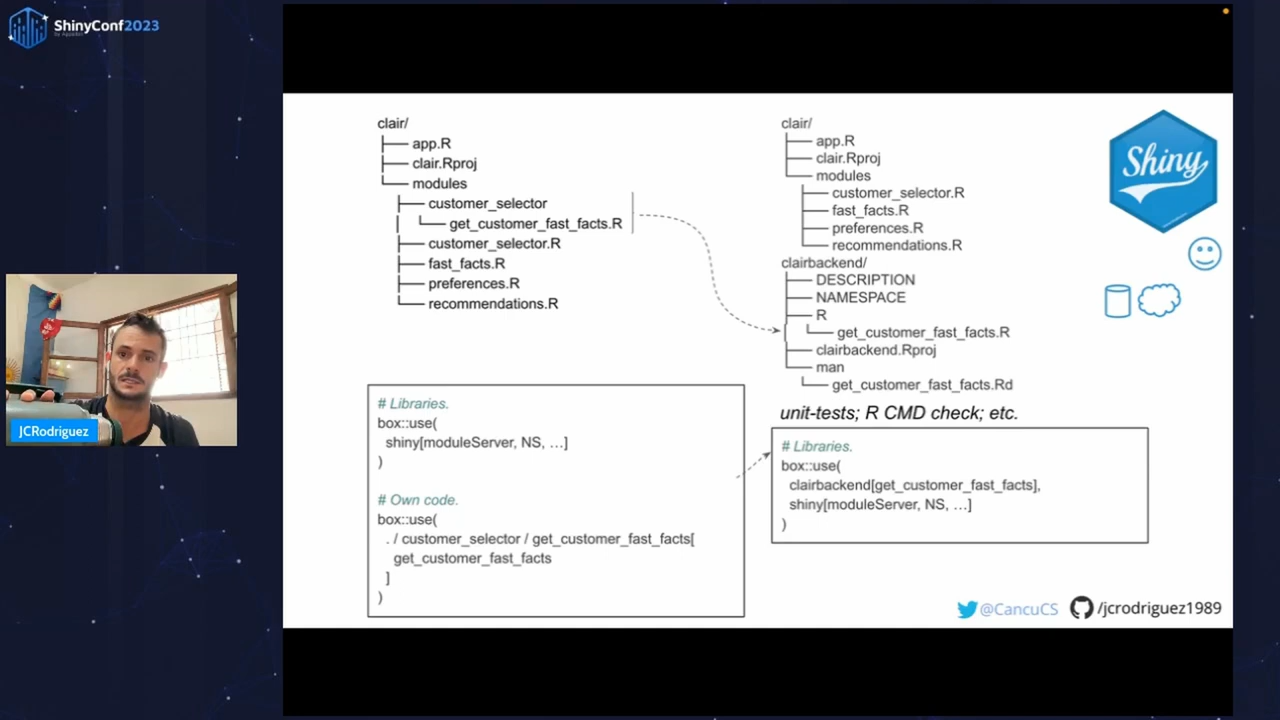 ShinyConf2023
by Appsilon
clair/
app.R
clair.Rproj
modules
customer_selector
get_customer_fast_facts.R
customer_selector.R
fast_facts.R
preferences.R
recommendations.R
# Libraries.
box::use(
shiny[moduleServer, NS, …]
)
# Own code.
box::use(
. / customer_selector / get_customer_fast_facts[
get_customer_fast_facts
]
)
clair/
app.R
clair.Rproj
modules
customer_selector.R
fast_facts.R
preferences.R
recommendations.R
clairbackend/
DESCRIPTION
NAMESPACE
R
get_customer_fast_facts.R
clairbackend.Rproj
man
get_customer_fast_facts.Rd
unit-tests; R CMD check; etc.
# Libraries.
box::use(
clairbackend[get_customer_fast_facts],
shiny[moduleServer, NS, …]
)
Shiny
@CancuCS /jcrodriguez1989
JCRodriguez